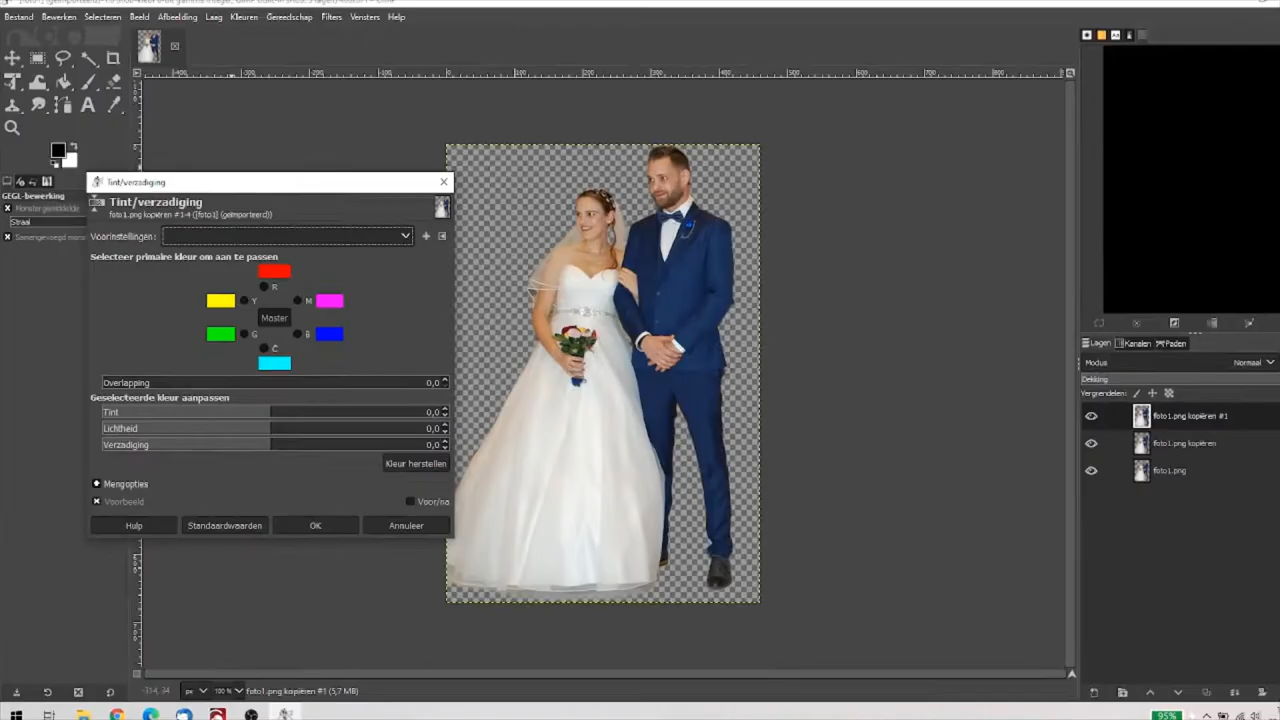 Bestand Bewerken Selecteren Beeld Afbeelding Laag Kleuren Gereedschap Filters Vensters Help
GEGL-bewerking
Monster gemiddelde
Straal
Tint/verzadiging
Tint/verzadiging
foto1.png kopiëren #1-4 ([foto1] (geïmporteerd))
Voorinstellingen:
Selecteer primaire kleur om aan te passen
R
Y M
Master
G B
C
Overlapping 0,0
Geselecteerde kleur aanpassen
Tint 0,0
Lichtheid 0,0
Verzadiging 0,0
Kleur herstellen
Mengopties
Voorbeeld Voor/na
Hulp Standaardwaarden OK Annuleer
Lagen Kanalen Paden
Modus Normaal
Dekking
Vergrendelen:
foto1.png kopiëren #1
foto1.png kopiëren
foto1.png
px 100 % foto1.png kopiëren #1 (5,7 MB)
95%